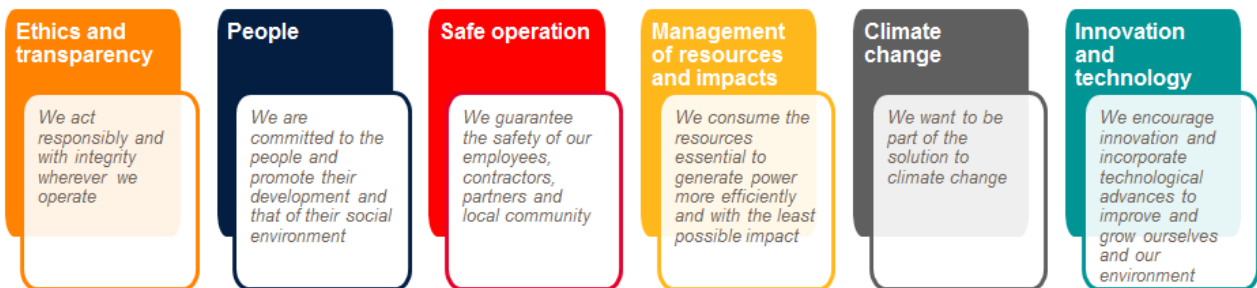 Ethics and
transparency
We act
responsibly and
with integrity
wherever we
operate
People
We are
committed to the
people and
promote their
development and
that of their social
environment
Safe operation
We guarantee
the safety of our
employees,
contractors,
partners and
local community
Management
of resources
and impacts
We consume the
resources
essential to
generate power
more efficiently
and with the least
possible impact
Climate
change
We want to be
part of the
solution to
climate change
Innovation
and
technology
We encourage
innovation and
incorporate
technological
advances to
improve and
grow ourselves
and our
environment